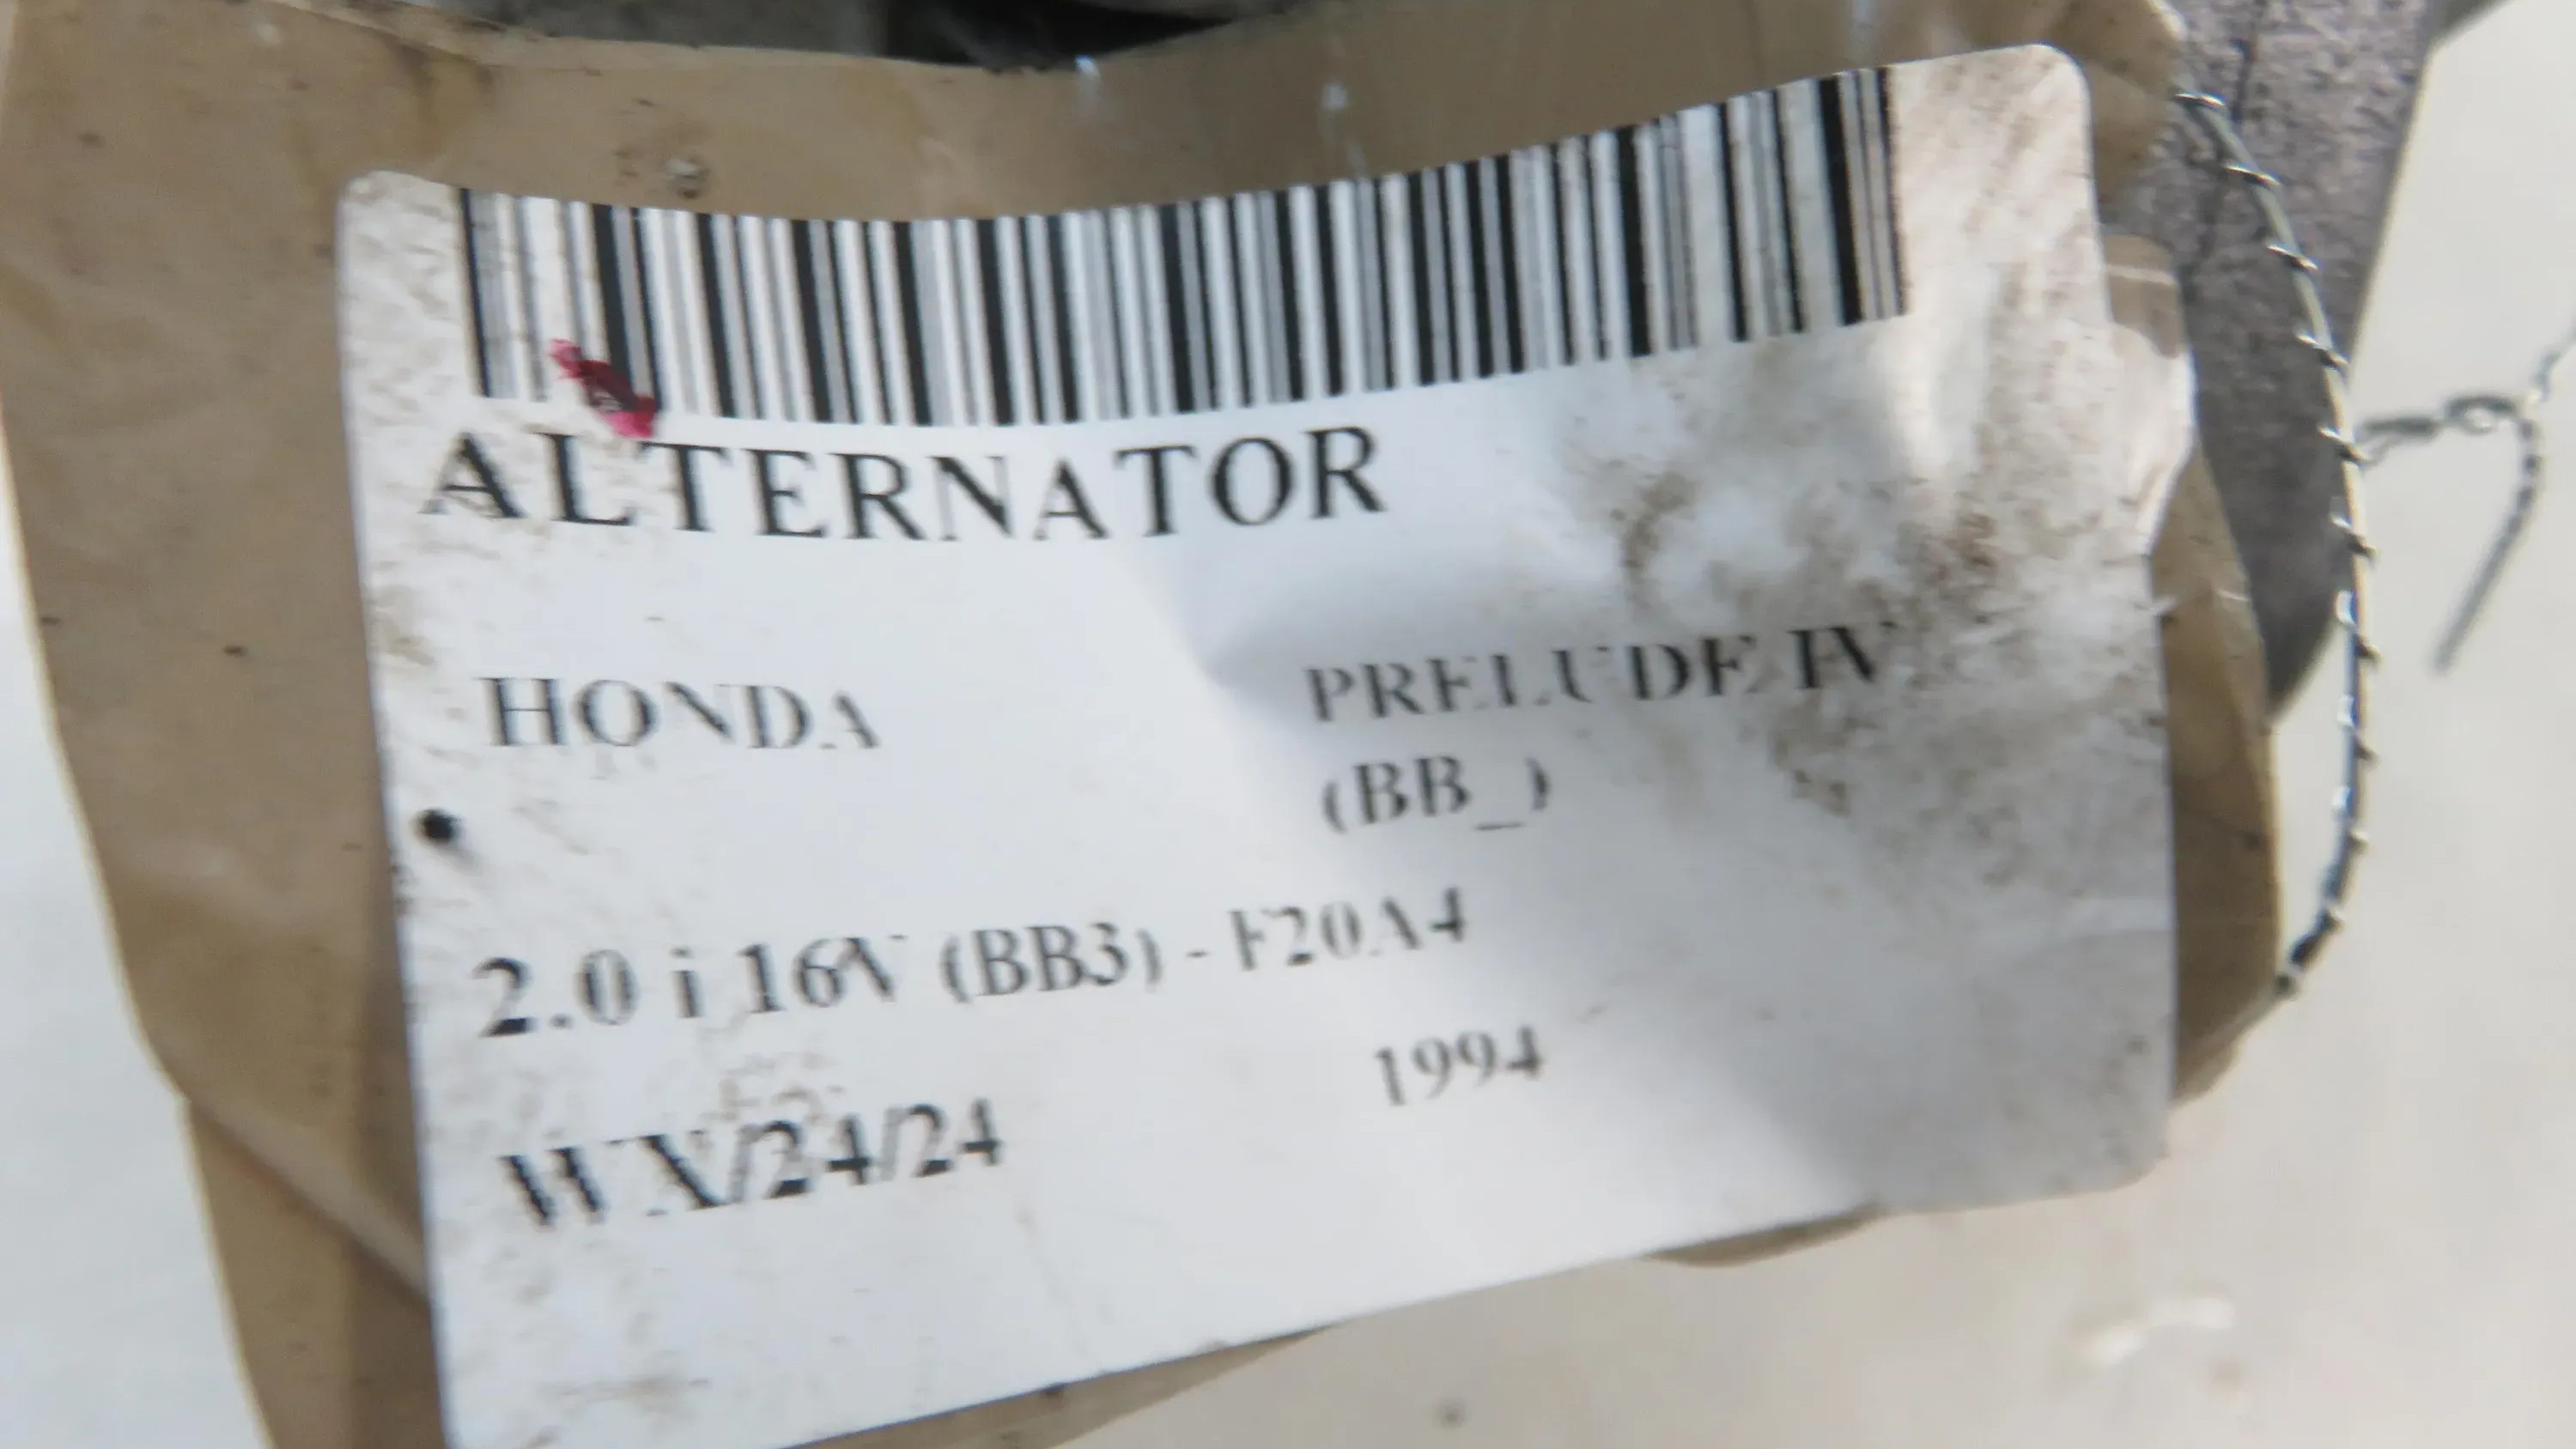 ALTERNATOR
HONDA PRELUDE IV
(BB_)
2.0 i 16V (BB3) - F20A4
1994
WX/24/24